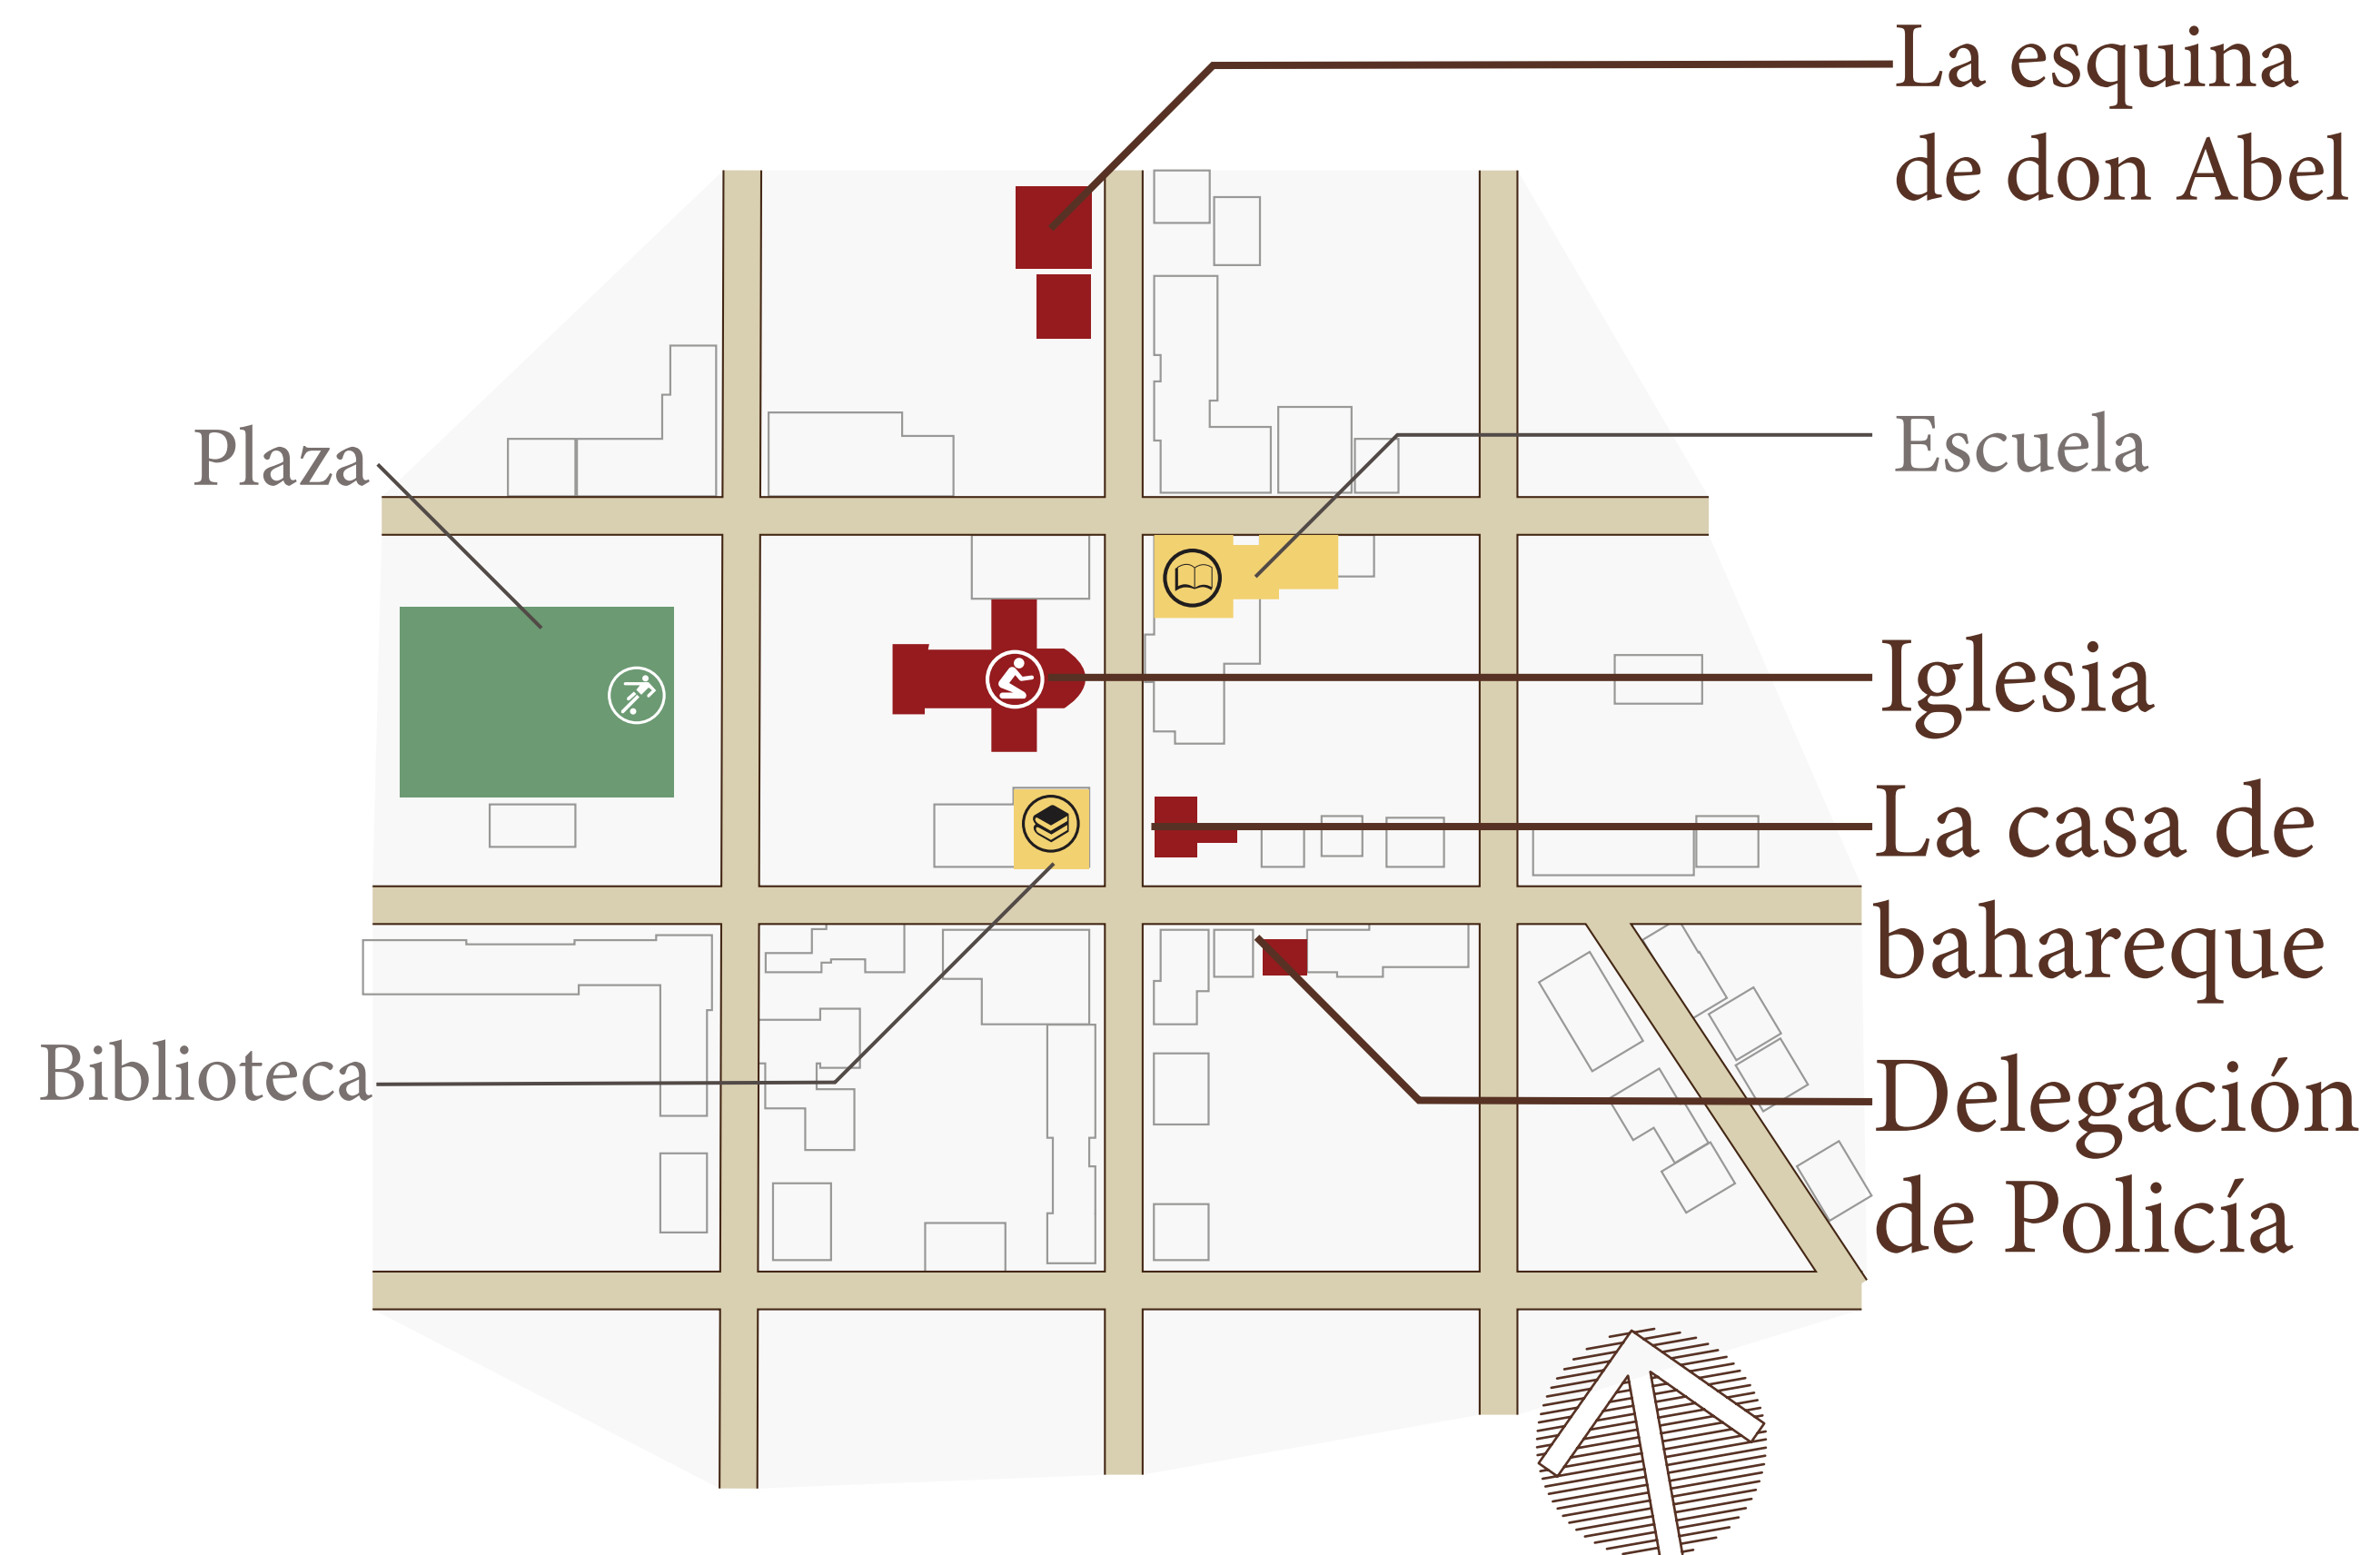 La esquina
de don Abel
Plaza
Escuela
Iglesia
La casa de
bahareque
Biblioteca
Delegación
de Policía